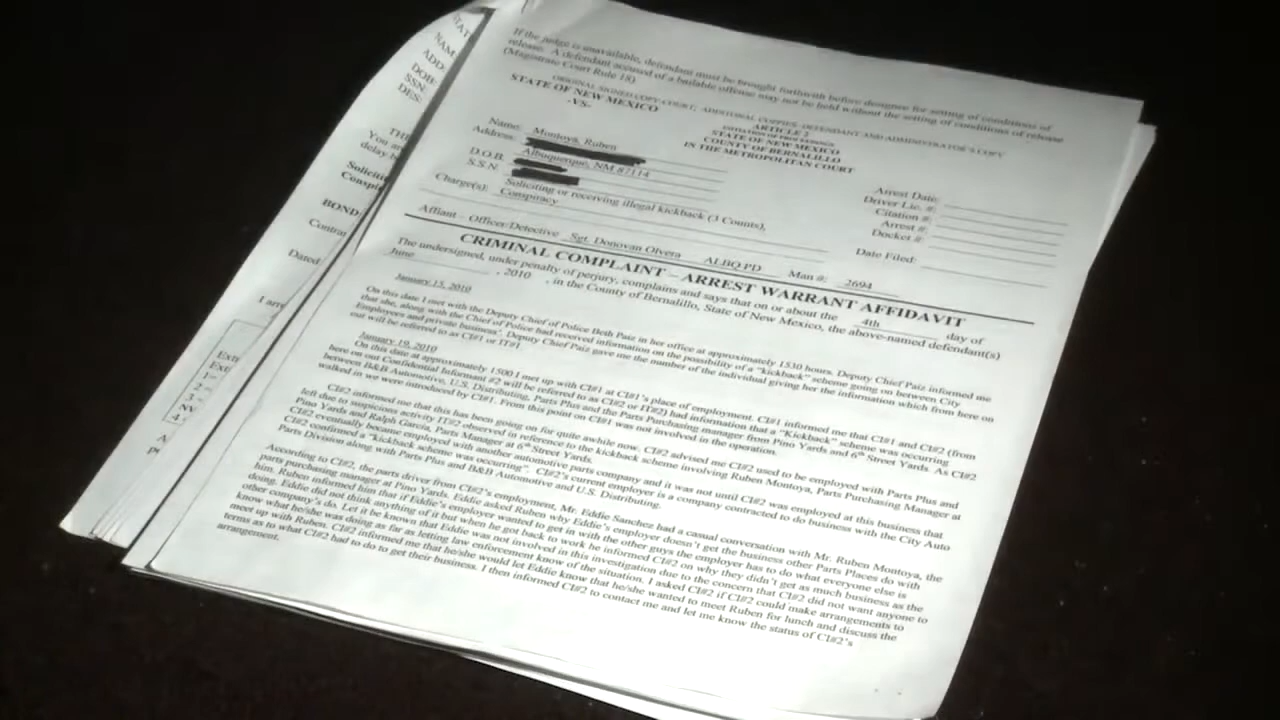 If the judge is unavailable, defendant must be brought forthwith before designee for setting of conditions of
release. A defendant accused of a bailable offense may not be held without the setting of conditions of release
(Magistrate Court Rule 18)
ORIGINAL SIGNED COPY-COURT; ADDITIONAL COPPIES- DEFENDANT AND ADMINISTRATOR'S COPY
STATE OF NEW MEXICO
-VS-
ARTICLE 2
STATE OF NEW MEXICO
COUNTY OF BERNALILLO
IN THE METROPOLITAN COURT
Name: Montoya, Ruben
Address:
Albuquerque, NM 87114
D.O.B.
S.S.N.
Charge(s): Soliciting or receiving illegal kickback (3 Counts),
Conspiracy
Arrest Date:
Driver Lic. #:
Citation #:
Arrest #:
Docket #:
Date Filed:
Affiant – Officer/Detective Sgt. Donovan Olvera ALBQ PD Man #: 2694
CRIMINAL COMPLAINT – ARREST WARRANT AFFIDAVIT
The undersigned, under penalty of perjury, complains and says that on or about the 4th day of
June , 2010 , in the County of Bernalillo, State of New Mexico, the above-named defendant(s)
January 15, 2010
On this date I met with the Deputy Chief of Police Beth Paiz in her office at approximately 1530 hours. Deputy Chief Paiz informed me
that she, along with the Chief of Police had received information on the possibility of a "kickback" scheme going on between City
Employees and private business'. Deputy Chief Paiz gave me the number of the individual giving her the information which from here on
out will be referred to as CI#1 or IT#1
January 19, 2010
On this date at approximately 1500 I met up with CI#1 at CI#1's place of employment. CI#1 informed me that CI#1 and CI#2 (from
here on out Confidential Informant #2 will be referred to as CI#2 or IT#2) had information that a "Kickback" scheme was occurring
between B&B Automotive, U.S. Distributing, Parts Plus and the Parts Purchasing manager from Pino Yards and 6th Street Yards. As CI#2
walked in we were introduced by CI#1. From this point on CI#1 was not involved in the operation.
CI#2 informed me that this has been going on for quite awhile now. CI#2 advised me CI#2 used to be employed with Parts Plus and
left due to suspicious activity IT#2 observed in reference to the kickback scheme involving Ruben Montoya, Parts Purchasing Manager at
Pino Yards and Ralph Garcia, Parts Manager at 6th Street Yards.
CI#2 eventually became employed with another automotive parts company and it was not until CI#2 was employed at this business that
CI#2 confirmed a "kickback scheme was occurring". CI#2's current employer is a company contracted to do business with the City Auto
Parts Division along with Parts Plus and B&B Automotive and U.S. Distributing.
According to CI#2, the parts driver from CI#2's employment, Mr. Eddie Sanchez had a casual conversation with Mr. Ruben Montoya, the
parts purchasing manager at Pino Yards. Eddie asked Ruben why Eddie's employer doesn't get the business other Parts Places do with
him. Ruben informed him that if Eddie's employer wanted to get in with the other guys the employer has to do what everyone else is
doing. Eddie did not think anything of it but when he got back to work he informed CI#2 on why they didn't get as much business as the
other company's do. Let it be known that Eddie was not involved in this investigation due to the concern that CI#2 did not want anyone to
know what he/she was doing as far as letting law enforcement know of the situation. I asked CI#2 if CI#2 could make arrangements to
meet up with Ruben. CI#2 informed me that he/she would let Eddie know that he/she wanted to meet Ruben for lunch and discuss the
terms as to what CI#2 had to do to get their business. I then informed CI#2 to contact me and let me know the status of CI#2's
arrangement.
STAT
NAM
ADD
DOB:
SSN:
DES:
THE
You are
delay b
Soliciti
Conspi
BOND
Contrar
Dated
I arr